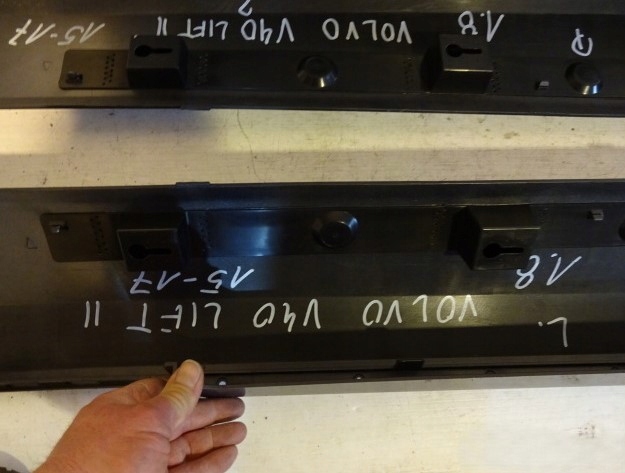 L. VOLVO V40 LIFT II
1.8 15-17
R 1.8 VOLVO V40 LIFT II 15-17